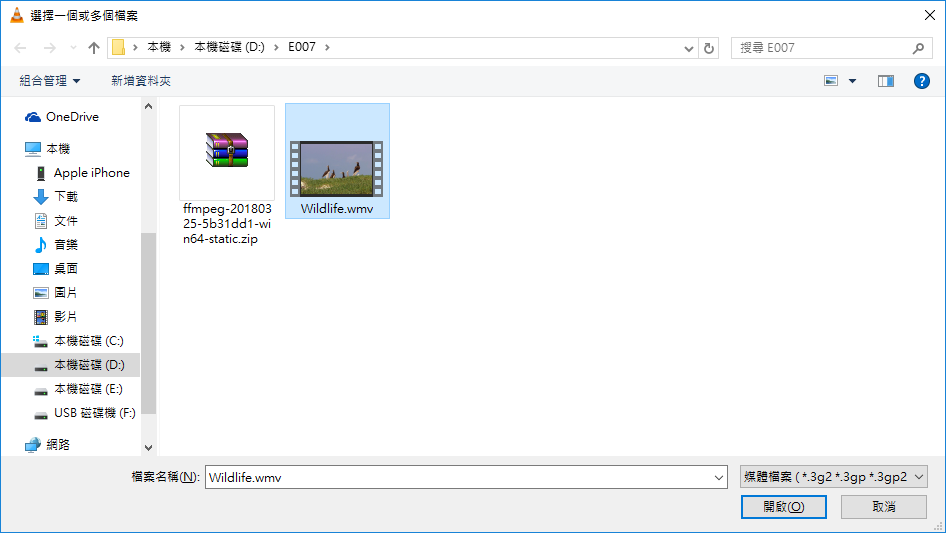 選擇一個或多個檔案
本機 > 本機磁碟 (D:) > E007 >
搜尋 E007
組合管理
新增資料夾
OneDrive
本機
Apple iPhone
下載
文件
音樂
桌面
圖片
影片
本機磁碟 (C:)
本機磁碟 (D:)
本機磁碟 (E:)
USB 磁碟機 (F:)
網路
ffmpeg-201803
25-5b31dd1-wi
n64-static.zip
Wildlife.wmv
檔案名稱(N):
Wildlife.wmv
媒體檔案 ( *.3g2 *.3gp *.3gp2
開啟(O)
取消